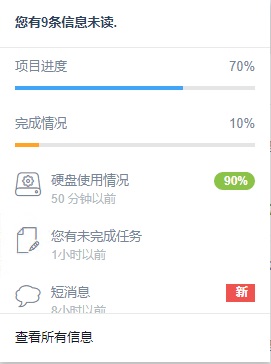 您有9条信息未读.
项目进度 70%
完成情况 10%
硬盘使用情况 90%
50 分钟以前
您有未完成任务
1小时以前
短消息 新
8小时以前
查看所有信息